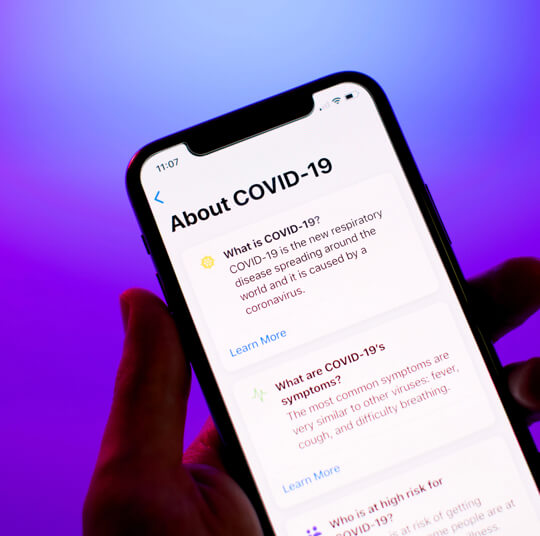 11:07
About COVID-19
What is COVID-19?
COVID-19 is the new respiratory
disease spreading around the
world and it is caused by a
coronavirus.
Learn More
What are COVID-19's
symptoms?
The most common symptoms are
very similar to other viruses: fever,
cough, and difficulty breathing.
Learn More
Who is at high risk for
COVID-19?
is at risk of getting
some people are at
illness.